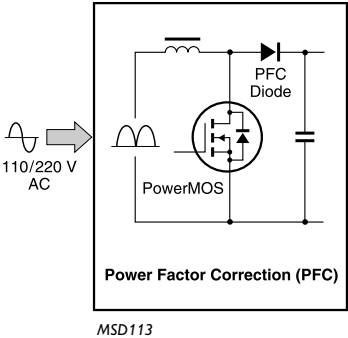 PFC
Diode
110/220 V
AC
PowerMOS
Power Factor Correction (PFC)
MSD113